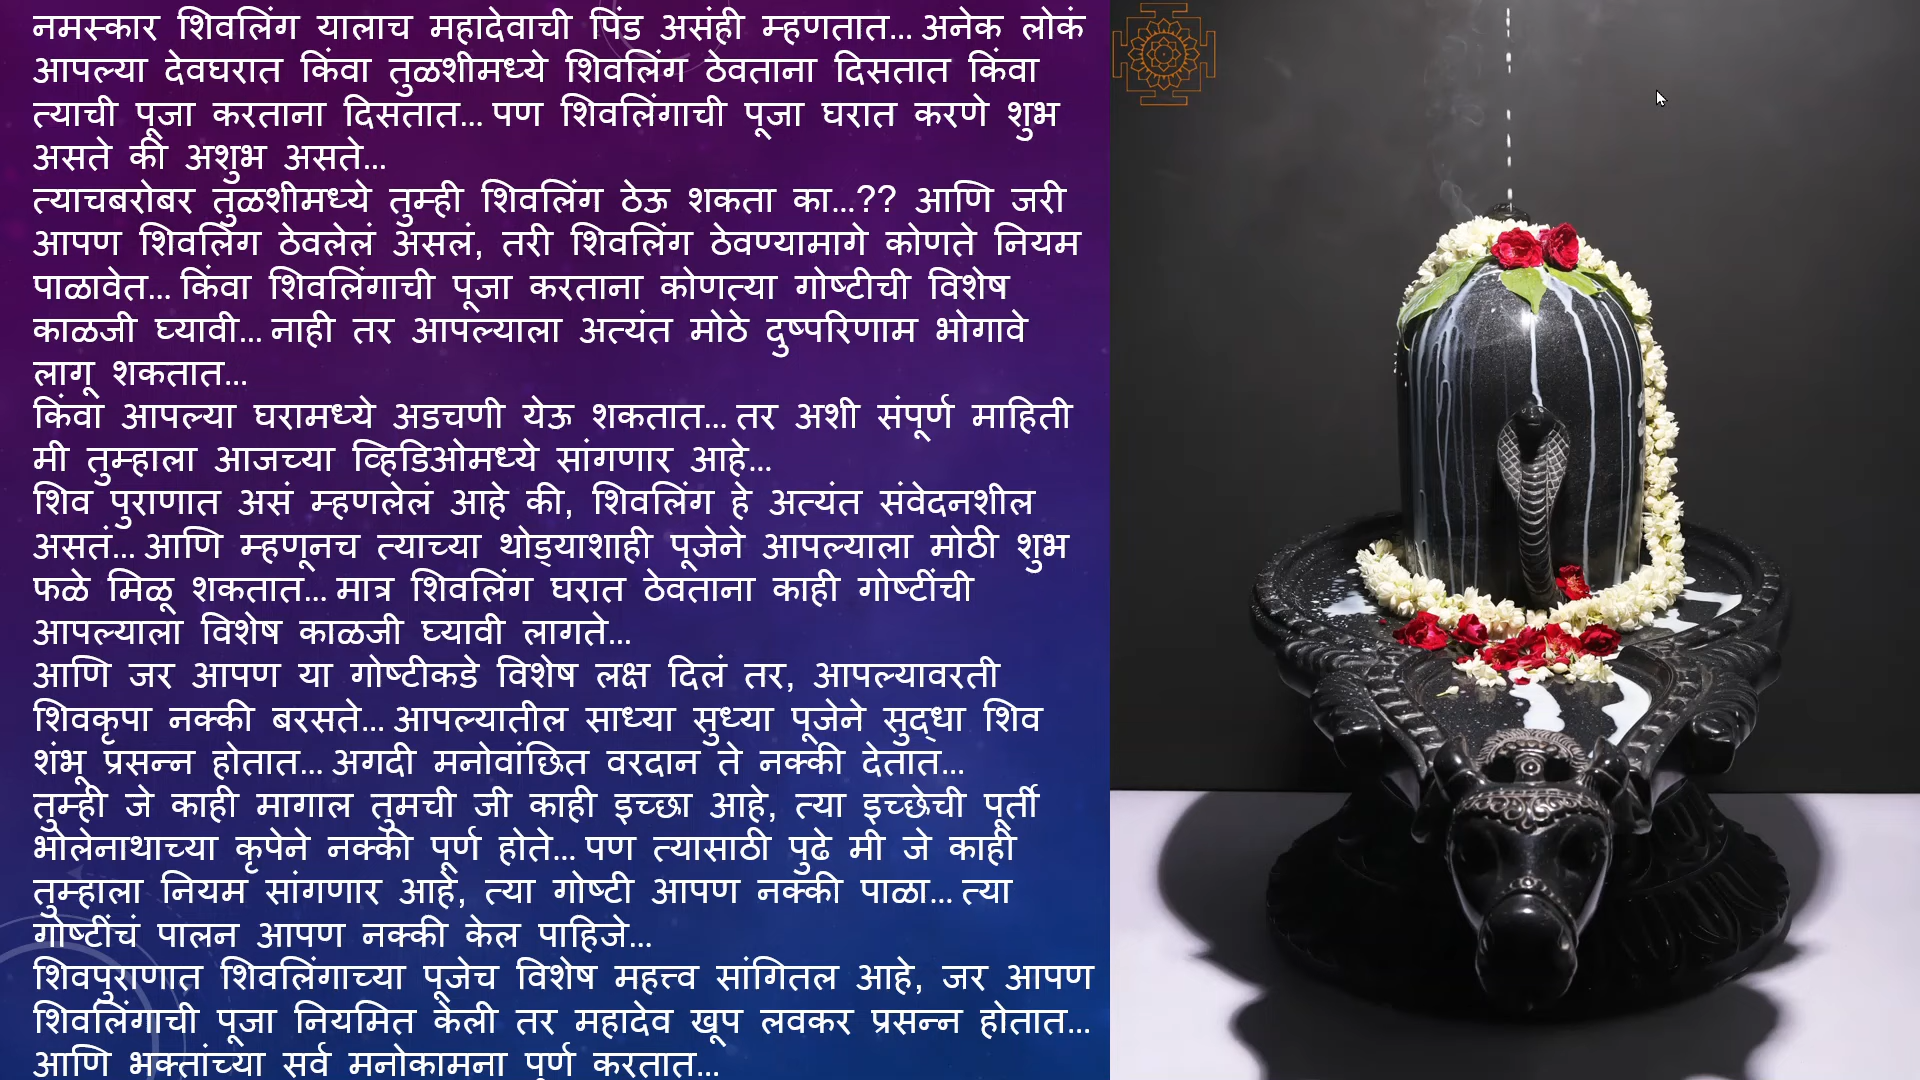 नमस्कार शिवलिंग यालाच महादेवाची पिंड असंही म्हणतात... अनेक लोकं
आपल्या देवघरात किंवा तुळशीमध्ये शिवलिंग ठेवताना दिसतात किंवा
त्याची पूजा करताना दिसतात... पण शिवलिंगाची पूजा घरात करणे शुभ
असते की अशुभ असते...
त्याचबरोबर तुळशीमध्ये तुम्ही शिवलिंग ठेऊ शकता का...?? आणि जरी
आपण शिवलिंग ठेवलेलं असलं, तरी शिवलिंग ठेवण्यामागे कोणते नियम
पाळावेत... किंवा शिवलिंगाची पूजा करताना कोणत्या गोष्टीची विशेष
काळजी घ्यावी... नाही तर आपल्याला अत्यंत मोठे दुष्परिणाम भोगावे
लागू शकतात...
किंवा आपल्या घरामध्ये अडचणी येऊ शकतात... तर अशी संपूर्ण माहिती
मी तुम्हाला आजच्या व्हिडिओमध्ये सांगणार आहे...
शिव पुराणात असं म्हणलेलं आहे की, शिवलिंग हे अत्यंत संवेदनशील
असतं... आणि म्हणूनच त्याच्या थोड्याशाही पूजेने आपल्याला मोठी शुभ
फळे मिळू शकतात... मात्र शिवलिंग घरात ठेवताना काही गोष्टींची
आपल्याला विशेष काळजी घ्यावी लागते...
आणि जर आपण या गोष्टीकडे विशेष लक्ष दिलं तर, आपल्यावरती
शिवकृपा नक्की बरसते... आपल्यातील साध्या सुध्या पूजेने सुद्धा शिव
शंभू प्रसन्न होतात... अगदी मनोवांछित वरदान ते नक्की देतात...
तुम्ही जे काही मागाल तुमची जी काही इच्छा आहे, त्या इच्छेची पूर्ती
भोलेनाथाच्या कृपेने नक्की पूर्ण होते... पण त्यासाठी पुढे मी जे काही
तुम्हाला नियम सांगणार आहे, त्या गोष्टी आपण नक्की पाळा... त्या
गोष्टींचं पालन आपण नक्की केल पाहिजे...
शिवपुराणात शिवलिंगाच्या पूजेच विशेष महत्त्व सांगितल आहे, जर आपण
शिवलिंगाची पूजा नियमित केली तर महादेव खूप लवकर प्रसन्न होतात...
आणि भक्तांच्या सर्व मनोकामना पूर्ण करतात...